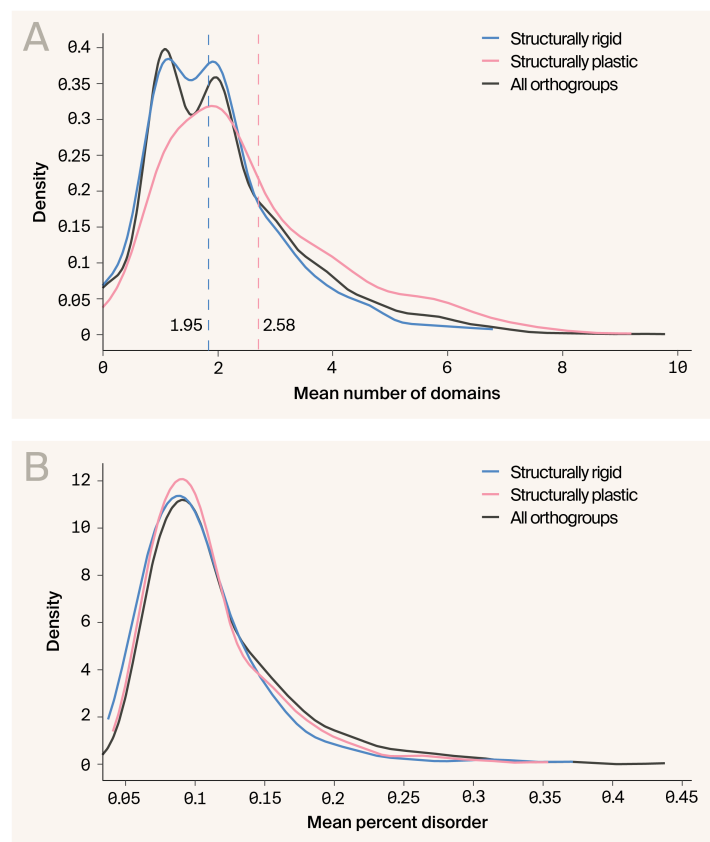 A
Structurally rigid
Structurally plastic
All orthogroups
0.4
0.35
0.3
0.25
0.2
0.15
0.1
0.05
0
Density
1.95
2.58
0 2 4 6 8 10
Mean number of domains
B
Structurally rigid
Structurally plastic
All orthogroups
12
10
8
6
4
2
0
Density
0.05 0.1 0.15 0.2 0.25 0.3 0.35 0.4 0.45
Mean percent disorder